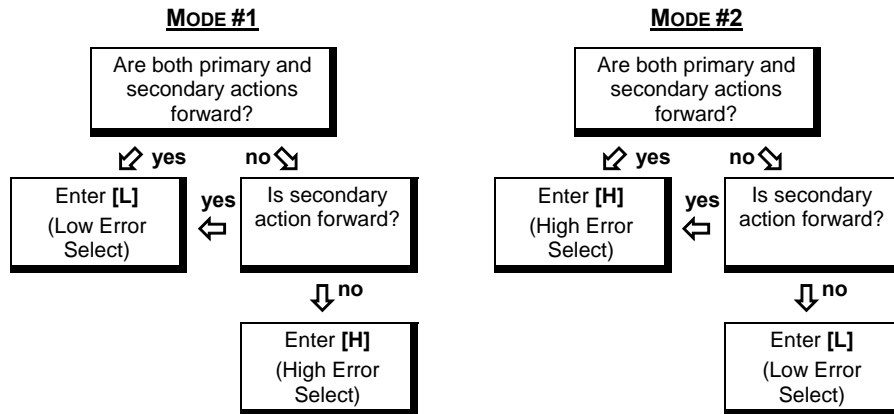 MODE #1
Are both primary and
secondary actions
forward?
yes
no
Enter [L]
(Low Error
Select)
yes
Is secondary
action forward?
no
Enter [H]
(High Error
Select)
MODE #2
Are both primary and
secondary actions
forward?
yes
no
Enter [H]
(High Error
Select)
yes
Is secondary
action forward?
no
Enter [L]
(Low Error
Select)